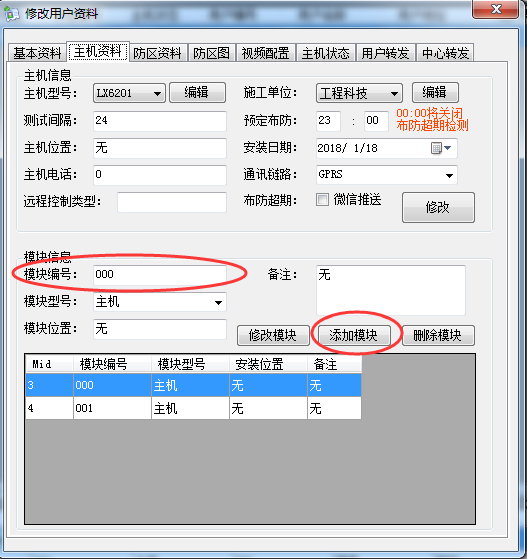 修改用户资料
基本资料 主机资料 防区资料 防区图 视频配置 主机状态 用户转发 中心转发
主机信息
主机型号： LX6201 编辑 施工单位： 工程科技 编辑
测试间隔： 24 预定布防： 23 : 00 00:00将关闭
布防超期检测
主机位置： 无 安装日期： 2018/ 1/18
主机电话： 0 通讯链路： GPRS
远程控制类型： 布防超期： 微信推送 修改
模块信息
模块编号： 000 备注： 无
模块型号： 主机
模块位置： 无 修改模块 添加模块 删除模块
Mid 模块编号 模块型号 安装位置 备注
3 000 主机 无 无
4 001 主机 无 无